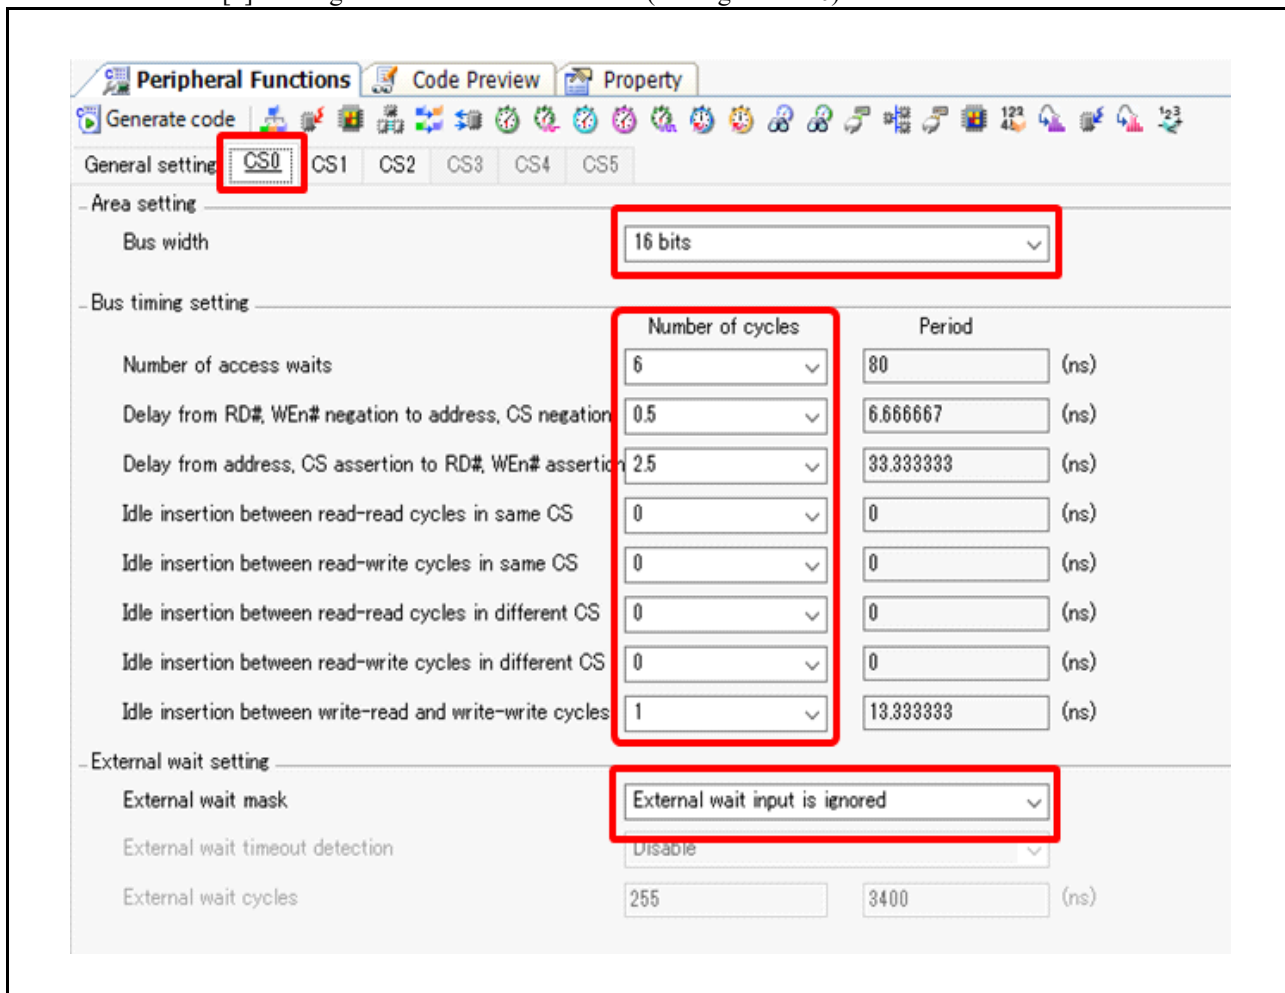 Peripheral Functions Code Preview Property
Generate code
General setting CS0 CS1 CS2 CS3 CS4 CS5
Area setting
Bus width 16 bits
Bus timing setting
Number of cycles Period
Number of access waits 6 80 (ns)
Delay from RD#, WEn# negation to address, CS negation 0.5 6.666667 (ns)
Delay from address, CS assertion to RD#, WEn# assertion 2.5 33.333333 (ns)
Idle insertion between read-read cycles in same CS 0 0 (ns)
Idle insertion between read-write cycles in same CS 0 0 (ns)
Idle insertion between read-read cycles in different CS 0 0 (ns)
Idle insertion between read-write cycles in different CS 0 0 (ns)
Idle insertion between write-read and write-write cycles 1 13.333333 (ns)
External wait setting
External wait mask External wait input is ignored
External wait timeout detection Disable
External wait cycles 255 3400 (ns)